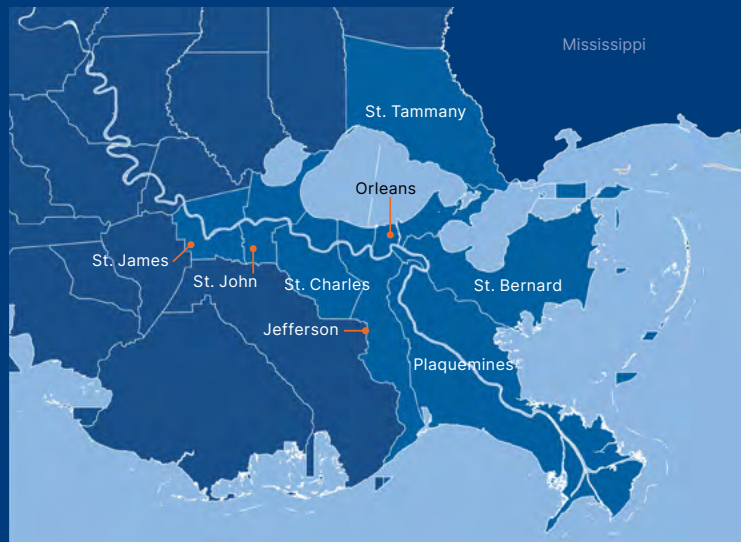 Mississippi
St. Tammany
Orleans
St. James
St. John
St. Charles
St. Bernard
Jefferson
Plaquemines